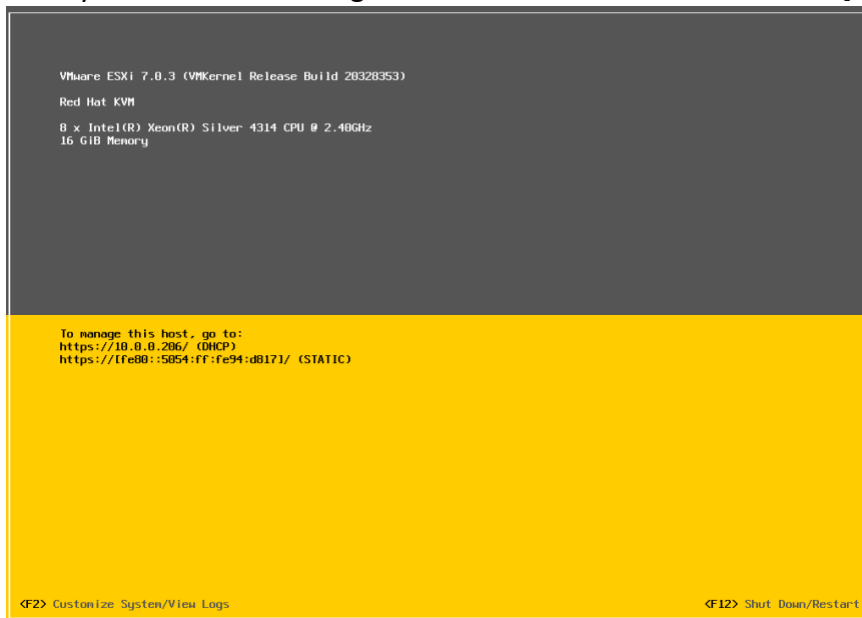 VMware ESXi 7.0.3 (VMKernel Release Build 20328353)
Red Hat KVM
8 x Intel(R) Xeon(R) Silver 4314 CPU @ 2.40GHz
16 GiB Memory
To manage this host, go to:
https://10.0.0.206/ (DHCP)
https://[fe80::5054:ff:fe94:d817]/ (STATIC)
<F2> Customize System/View Logs
<F12> Shut Down/Restart